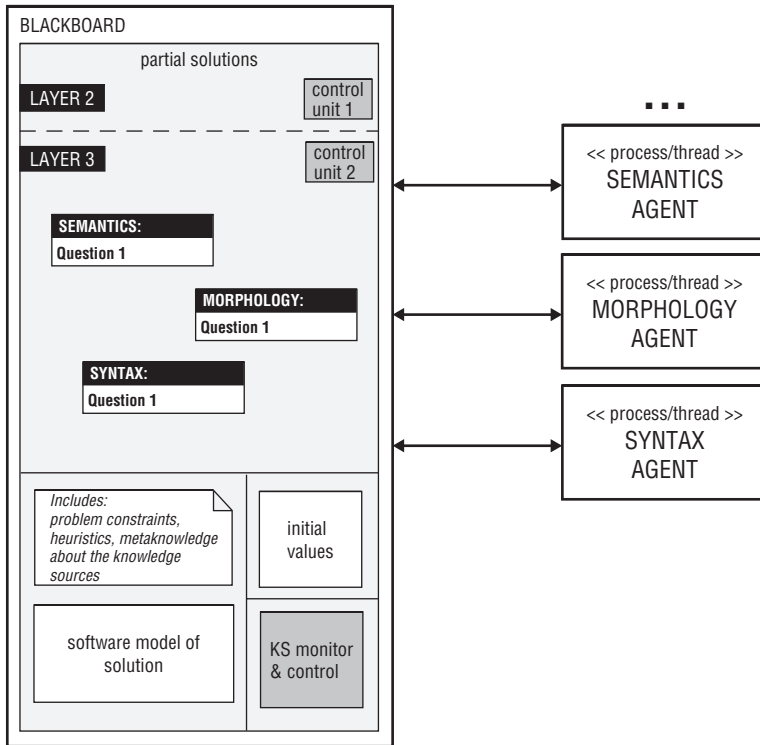 BLACKBOARD
partial solutions
LAYER 2
control
unit 1
LAYER 3
control
unit 2
SEMANTICS:
Question 1
MORPHOLOGY:
Question 1
SYNTAX:
Question 1
Includes:
problem constraints,
heuristics, metaknowledge
about the knowledge
sources
initial
values
software model of
solution
KS monitor
& control
...
<< process/thread >>
SEMANTICS
AGENT
<< process/thread >>
MORPHOLOGY
AGENT
<< process/thread >>
SYNTAX
AGENT